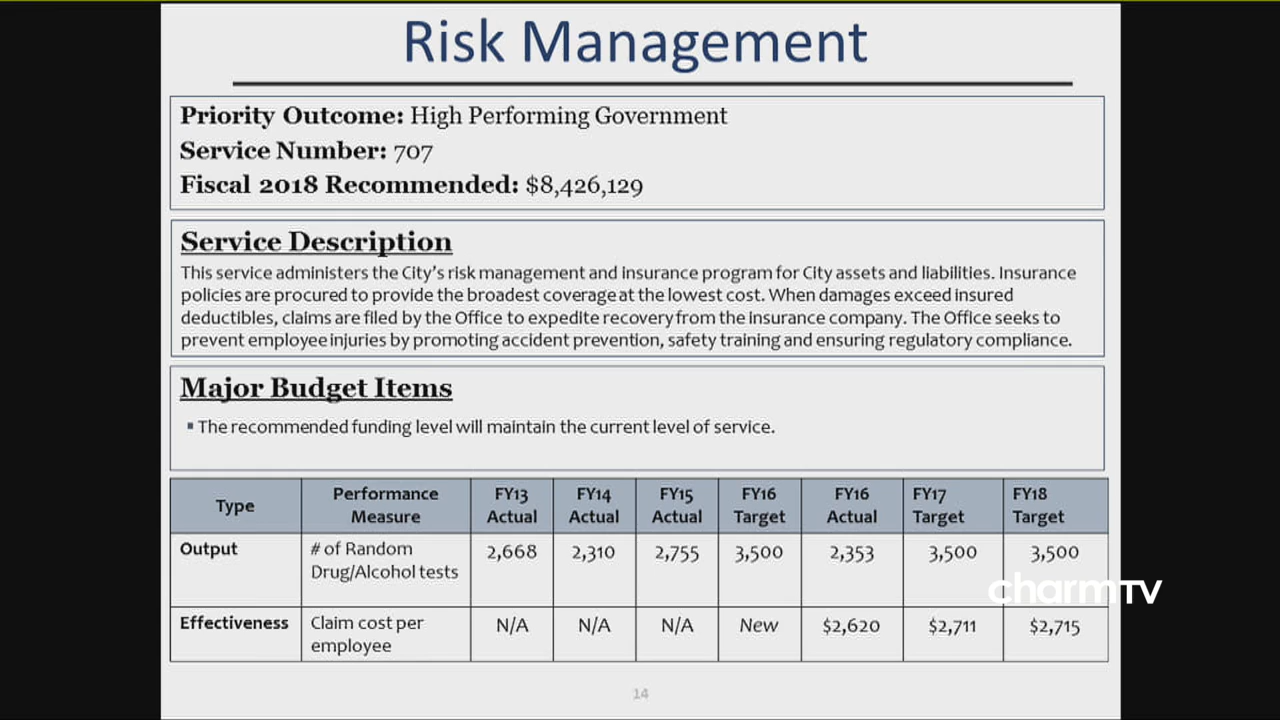 Risk Management
Priority Outcome: High Performing Government
Service Number: 707
Fiscal 2018 Recommended: $8,426,129
Service Description
This service administers the City's risk management and insurance program for City assets and liabilities. Insurance
policies are procured to provide the broadest coverage at the lowest cost. When damages exceed insured
deductibles, claims are filed by the Office to expedite recovery from the insurance company. The Office seeks to
prevent employee injuries by promoting accident prevention, safety training and ensuring regulatory compliance.
Major Budget Items
▪ The recommended funding level will maintain the current level of service.
Type Performance Measure FY13 Actual FY14 Actual FY15 Actual FY16 Target FY16 Actual FY17 Target FY18 Target
Output # of Random Drug/Alcohol tests 2,668 2,310 2,755 3,500 2,353 3,500 3,500
charmTV
Effectiveness Claim cost per employee N/A N/A N/A New $2,620 $2,711 $2,715
14